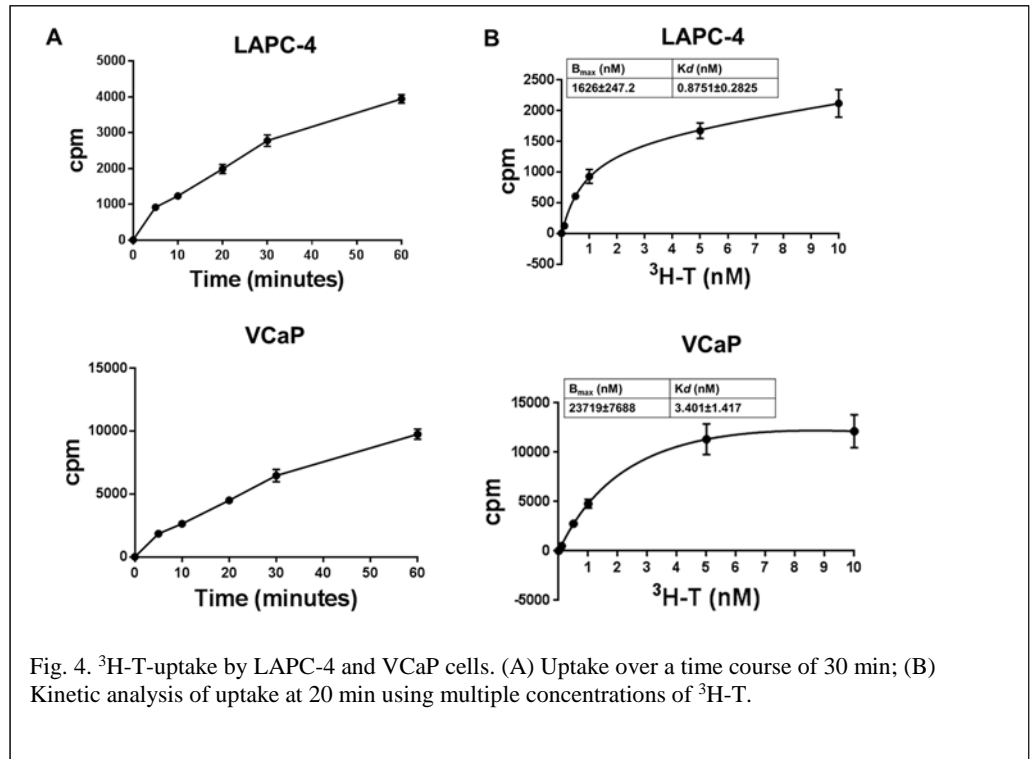 A
LAPC-4
5000
4000
3000
2000
1000
0
cpm
0 10 20 30 40 50 60
Time (minutes)
B
LAPC-4
Bmax (nM) Kd (nM)
1626±247.2 0.8751±0.2825
2500
2000
1500
1000
500
0
-500
cpm
1 2 3 4 5 6 7 8 9 10
³H-T (nM)
VCaP
15000
10000
5000
0
cpm
0 10 20 30 40 50 60
Time (minutes)
VCaP
Bmax (nM) Kd (nM)
23719±7688 3.401±1.417
15000
10000
5000
0
-5000
cpm
1 2 3 4 5 6 7 8 9 10
³H-T (nM)
Fig. 4. ³H-T-uptake by LAPC-4 and VCaP cells. (A) Uptake over a time course of 30 min; (B)
Kinetic analysis of uptake at 20 min using multiple concentrations of ³H-T.